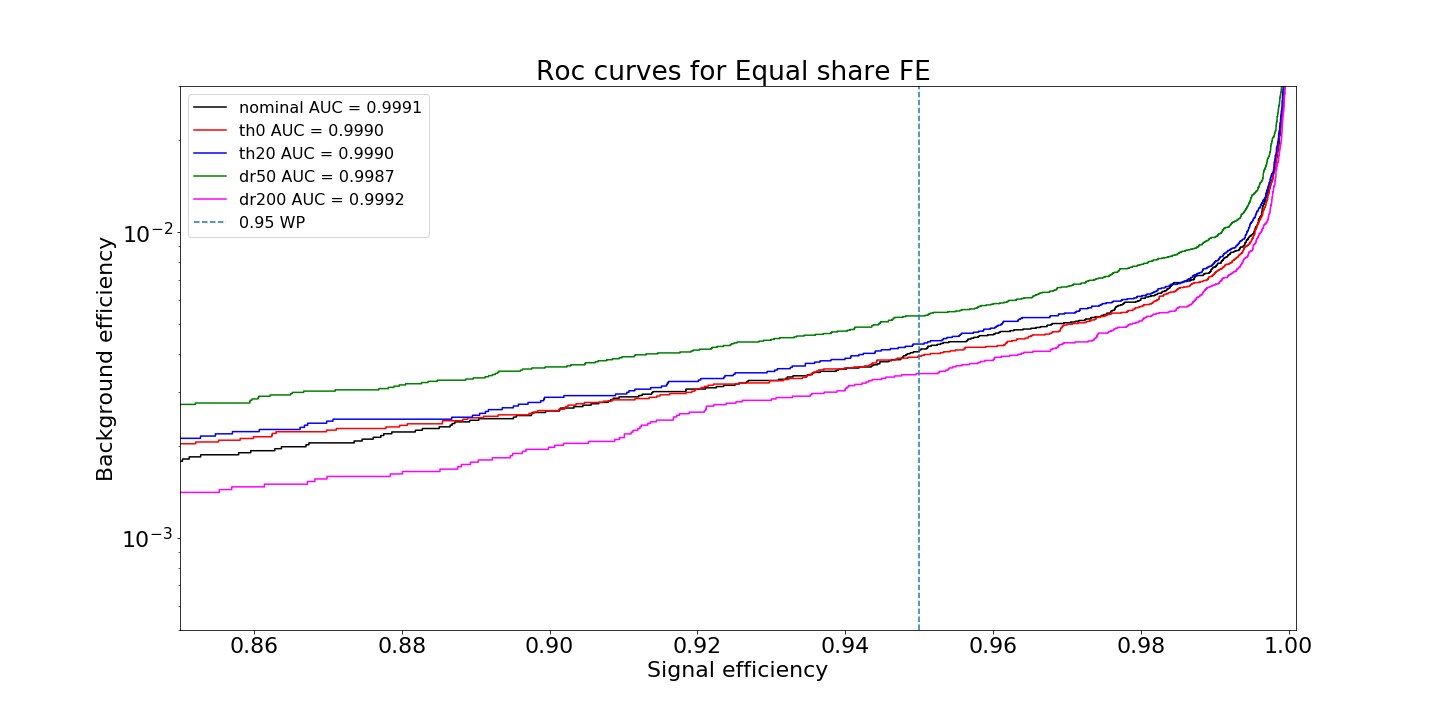 Roc curves for Equal share FE
nominal AUC = 0.9991
th0 AUC = 0.9990
th20 AUC = 0.9990
dr50 AUC = 0.9987
dr200 AUC = 0.9992
0.95 WP
Background efficiency
10⁻²
10⁻³
0.86 0.88 0.90 0.92 0.94 0.96 0.98 1.00
Signal efficiency